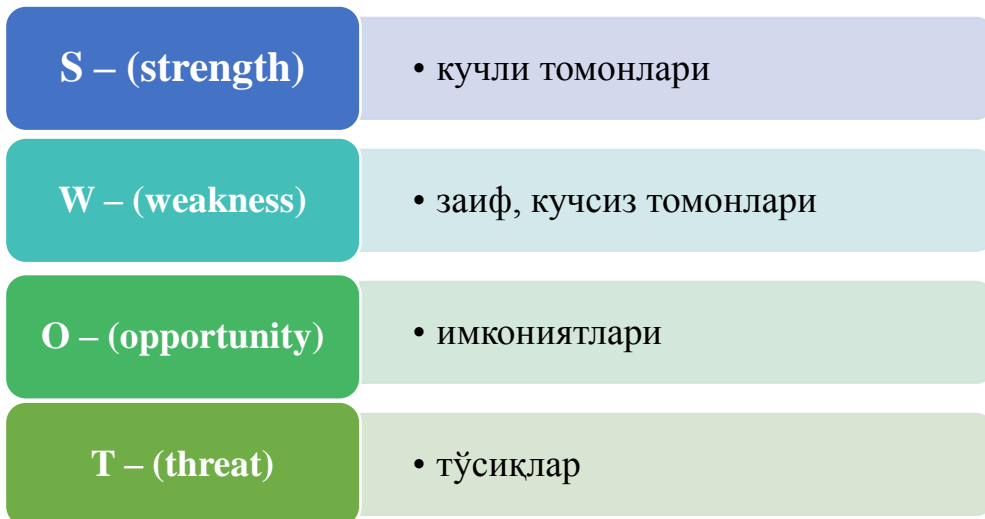 S – (strength)
• кучли томонлари
W – (weakness)
• заиф, кучсиз томонлари
O – (opportunity)
• имкониятлари
T – (threat)
• тўсиқлар